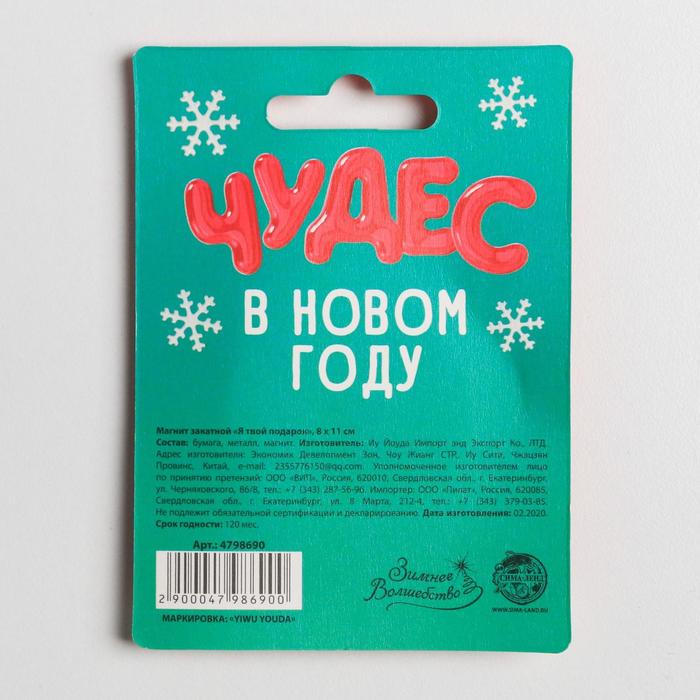 ЧУДЕС
В НОВОМ
ГОДУ
Магнит закатной «Я твой подарок», 8 x 11 см
Состав: бумага, металл, магнит. Изготовитель: Иу Йоуда Импорт энд Экспорт Ко., ЛТД.
Адрес изготовителя: Экономик Девелопмент Зон, Чоу Жианг СТР., Иу Сити, Чжацзян
Провинс, Китай, e-mail: 2355776150@qq.com. Уполномоченное изготовителем лицо
по принятию претензий: ООО «ВИП», Россия, 620010, Свердловская обл., г. Екатеринбург,
ул. Черняховского, 86/8, тел.: +7 (343) 287-56-96. Импортер: ООО «Пилат», Россия, 620085,
Свердловская обл., г. Екатеринбург, ул. 8 Марта, 212-4, тел.: +7 (343) 379-03-85.
Не подлежит обязательной сертификации и декларированию. Дата изготовления: 02.2020.
Срок годности: 120 мес.
Арт.: 4798690
2 900047 986900
МАРКИРОВКА: «YIWU YOUDA»
Зимнее
Волшебство
СИМА-ЛЕНД
WWW.SIMA-LAND.RU